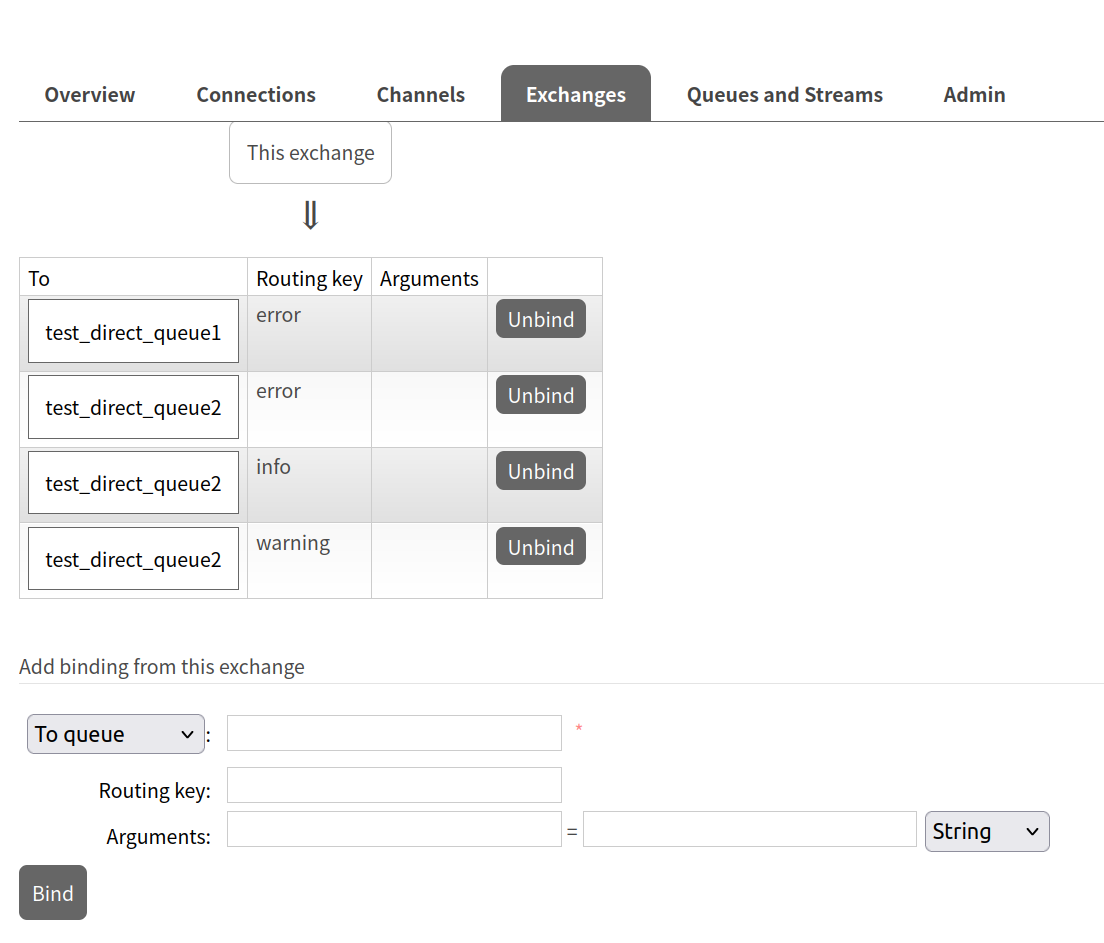 Overview Connections Channels Exchanges Queues and Streams Admin
This exchange
⇓
To Routing key Arguments
test_direct_queue1 error Unbind
test_direct_queue2 error Unbind
test_direct_queue2 info Unbind
test_direct_queue2 warning Unbind
Add binding from this exchange
To queue : *
Routing key:
Arguments: = String
Bind